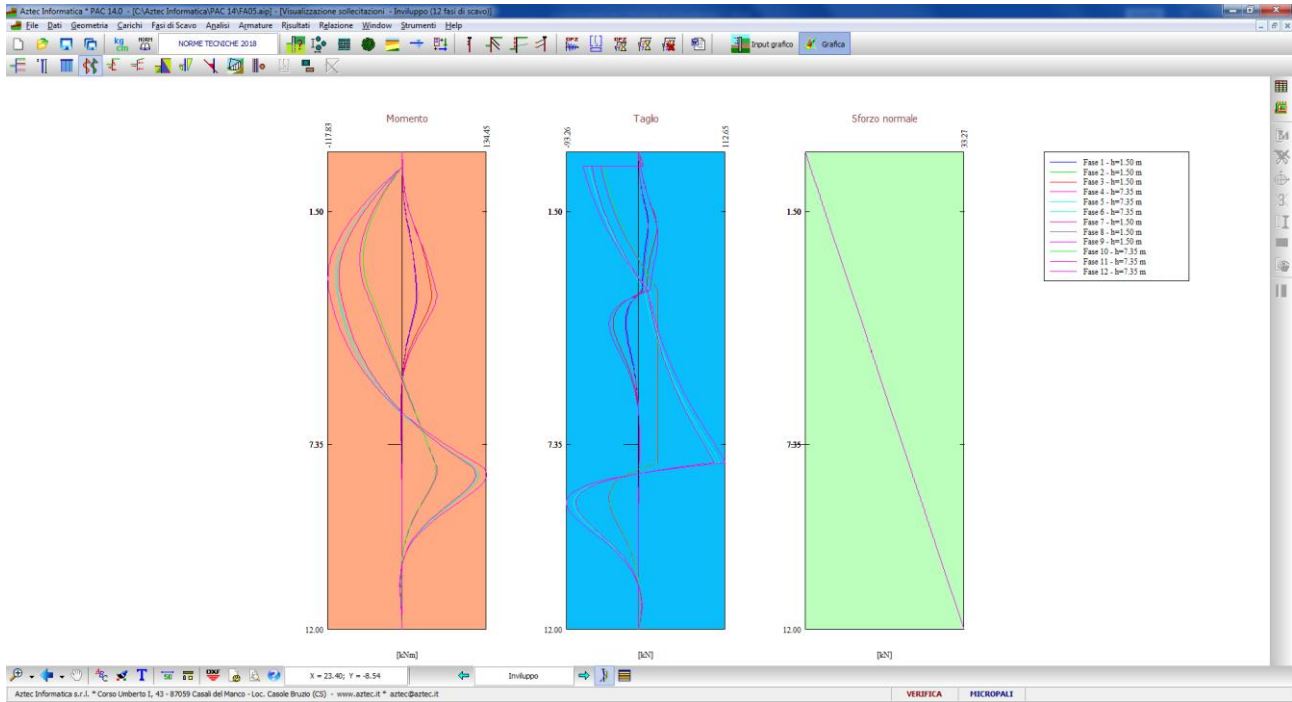 Aztec Informatica * PAC 14.0 - [C:\Aztec Informatica\PAC 14\FA05.aip] - [Visualizzazione sollecitazioni - Inviluppo (12 fasi di scavo)]
File Dati Geometria Carichi Fasi di Scavo Analisi Armature Risultati Relazione Window Strumenti Help
kg cm NORM NORME TECNICHE 2018 Input grafico Grafica
Momento Taglio Sforzo normale
-117.83 134.45 -93.26 112.65 33.27
Fase 1 - h=1.50 m
Fase 2 - h=1.50 m
Fase 3 - h=1.50 m
Fase 4 - h=7.35 m
Fase 5 - h=7.35 m
Fase 6 - h=7.35 m
Fase 7 - h=1.50 m
Fase 8 - h=1.50 m
Fase 9 - h=1.50 m
Fase 10 - h=7.35 m
Fase 11 - h=7.35 m
Fase 12 - h=7.35 m
1.50 1.50 1.50
7.35 7.35 7.35
12.00 12.00 12.00
[kNm] [kN] [kN]
DXF X = 23.40; Y = -8.54 Inviluppo
Aztec Informatica s.r.l. * Corso Umberto I, 43 - 87059 Casali del Manco - Loc. Casole Bruzio (CS) - www.aztec.it * aztec@aztec.it VERIFICA MICROPALI